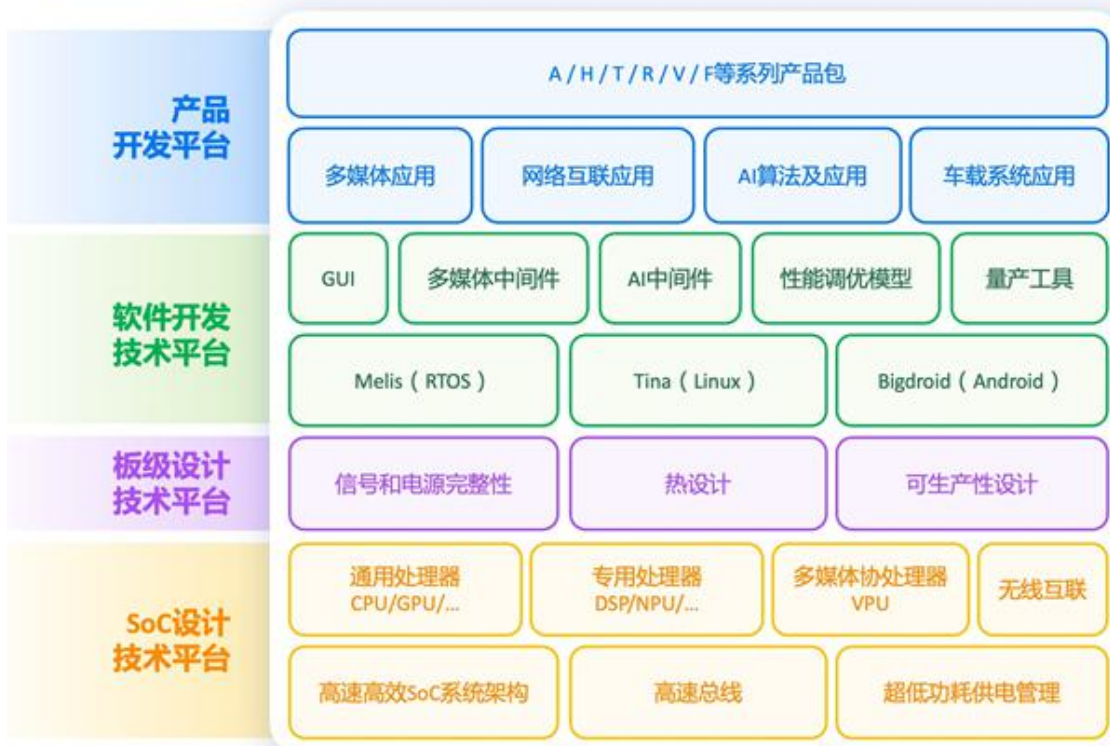 产品
开发平台
A / H / T / R / V / F等系列产品包
多媒体应用
网络互联应用
AI算法及应用
车载系统应用
软件开发
技术平台
GUI
多媒体中间件
AI中间件
性能调优模型
量产工具
Melis（RTOS）
Tina（Linux）
Bigdroid（Android）
板级设计
技术平台
信号和电源完整性
热设计
可生产性设计
SoC设计
技术平台
通用处理器
CPU/GPU/...
专用处理器
DSP/NPU/...
多媒体协处理器
VPU
无线互联
高速高效SoC系统架构
高速总线
超低功耗供电管理